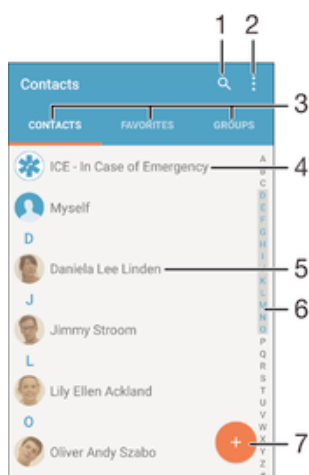 1 2
Contacts
3
CONTACTS FAVORITES GROUPS
ICE - In Case of Emergency 4
Myself
D
Daniela Lee Linden 5
J
Jimmy Stroom
L
Lily Ellen Ackland
O
Oliver Andy Szabo
A
B
C
D
E
F
G
H
I
J
K
L
M
N
O
P
Q
R
S
T
U
V
W
X
Y
Z
6
+ 7